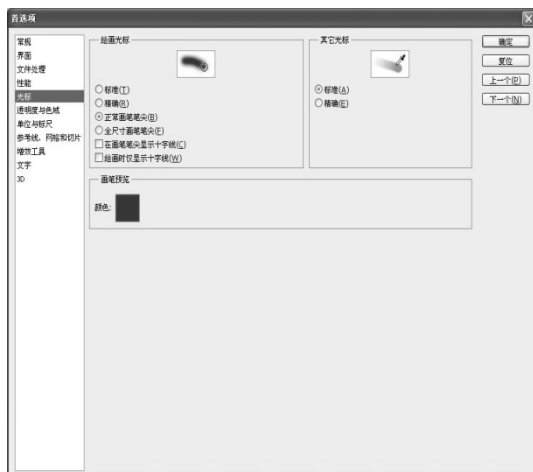 首选项
常规
界面
文件处理
性能
光标
透明度与色域
单位与标尺
参考线、网格和切片
增效工具
文字
3D
绘画光标
标准(T)
精确(R)
正常画笔笔尖(B)
全尺寸画笔笔尖(F)
在画笔笔尖显示十字线(C)
绘画时仅显示十字线(W)
其它光标
标准(A)
精确(E)
画笔预览
颜色:
确定
复位
上一个(P)
下一个(N)